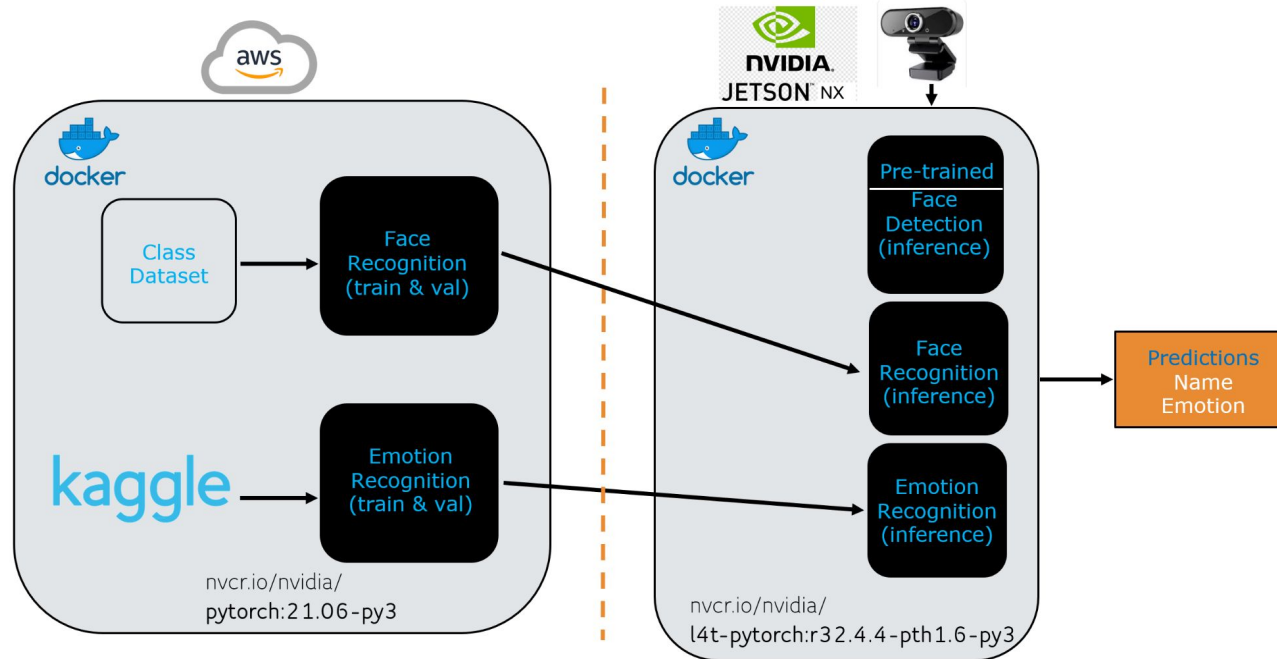 aws
docker
Class
Dataset
Face
Recognition
(train & val)
kaggle
Emotion
Recognition
(train & val)
nvcr.io/nvidia/
pytorch:21.06-py3
NVIDIA.
JETSON™ NX
docker
Pre-trained
Face
Detection
(inference)
Face
Recognition
(inference)
Emotion
Recognition
(inference)
nvcr.io/nvidia/
l4t-pytorch:r32.4.4-pth1.6-py3
Predictions
Name
Emotion